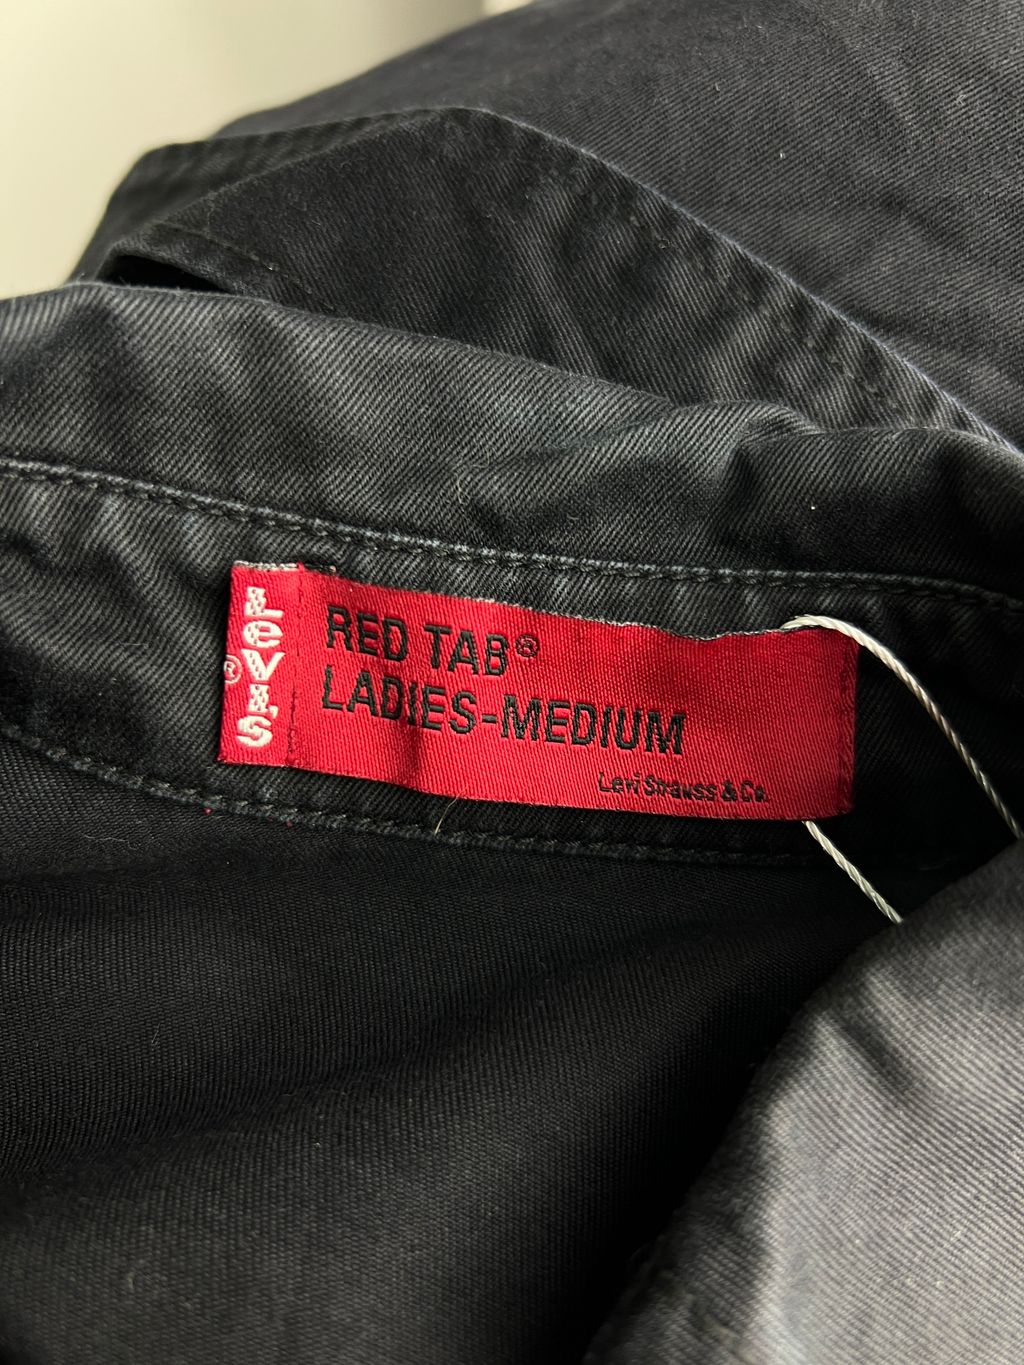 Levi's
®
RED TAB®
LADIES-MEDIUM
Levi Strauss & Co.